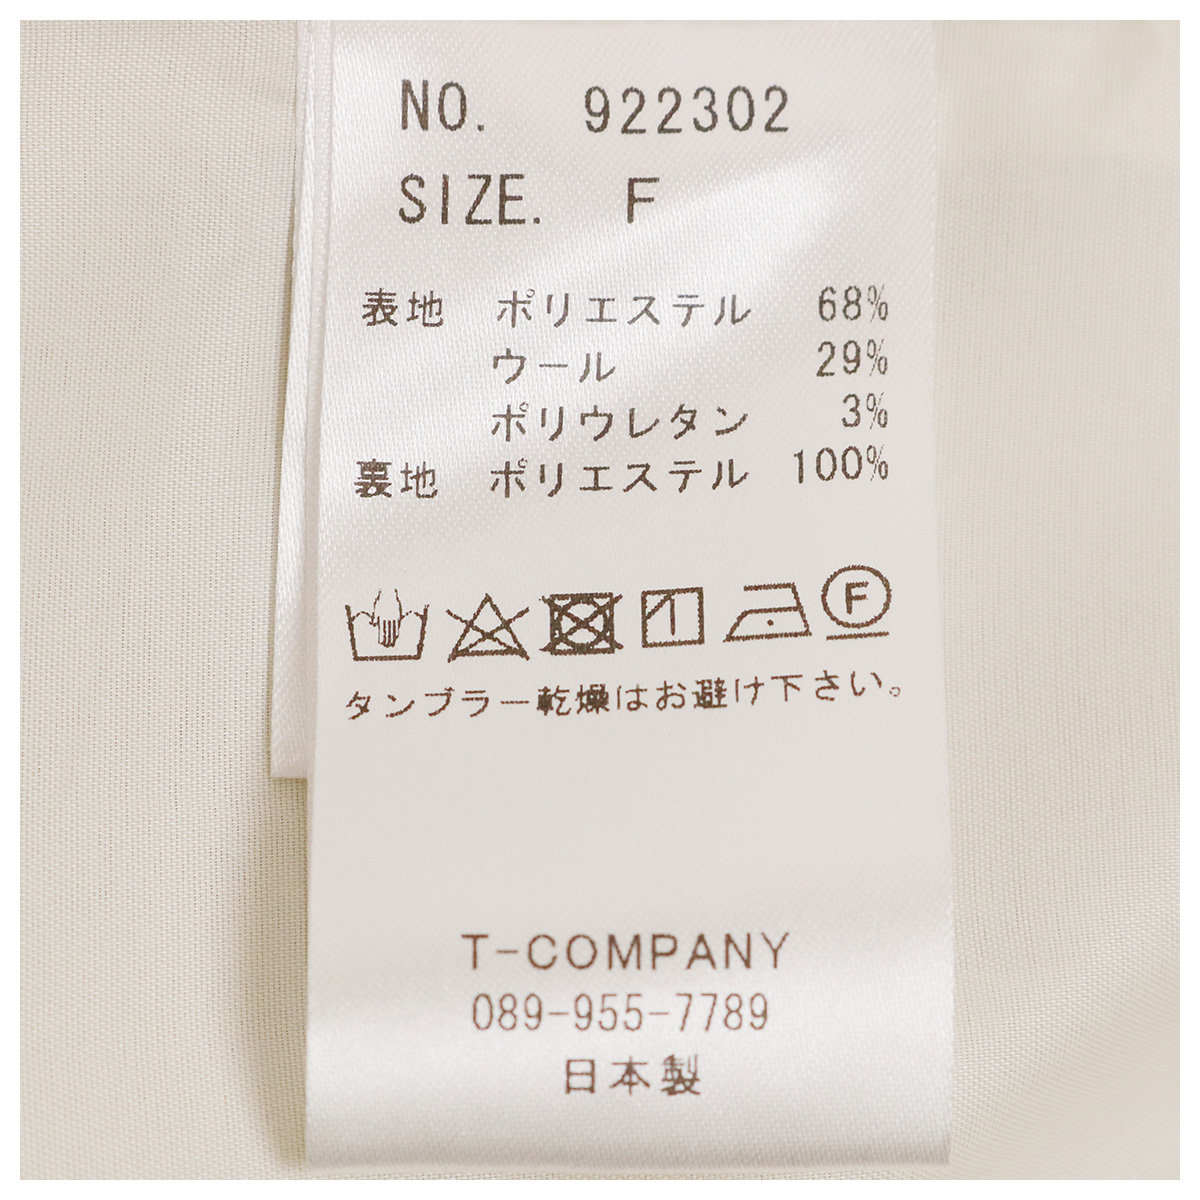 NO. 922302
SIZE. F
表地 ポリエステル 68%
ウール 29%
ポリウレタン 3%
裏地 ポリエステル 100%
F
タンブラー乾燥はお避け下さい。
T-COMPANY
089-955-7789
日本製